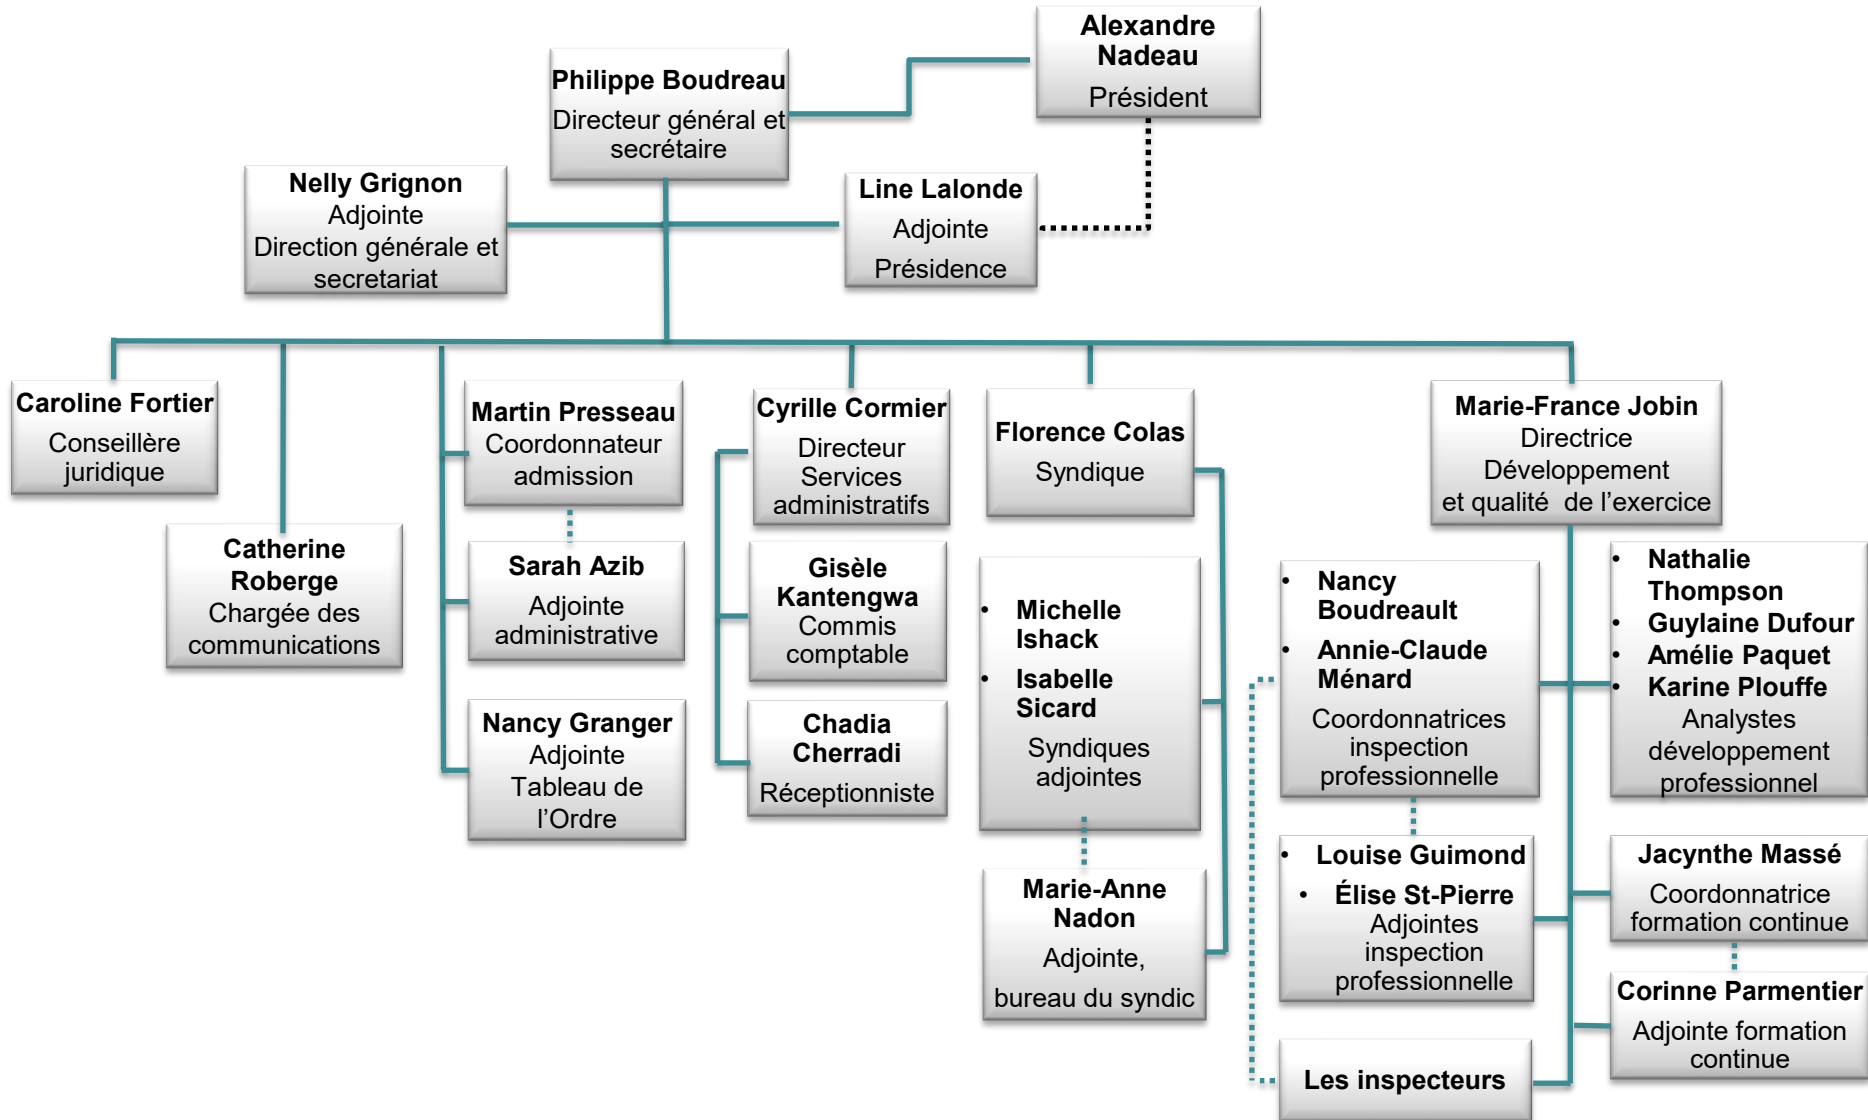 Alexandre
Nadeau
Président
Philippe Boudreau
Directeur général et
secrétaire
Nelly Grignon
Adjointe
Direction générale et
secretariat
Line Lalonde
Adjointe
Présidence
Caroline Fortier
Conseillère
juridique
Catherine
Roberge
Chargée des
communications
Martin Presseau
Coordonnateur
admission
Sarah Azib
Adjointe
administrative
Nancy Granger
Adjointe
Tableau de
l’Ordre
Cyrille Cormier
Directeur
Services
administratifs
Gisèle
Kantengwa
Commis
comptable
Chadia
Cherradi
Réceptionniste
Florence Colas
Syndique
• Michelle
Ishack
• Isabelle
Sicard
Syndiques
adjointes
Marie-Anne
Nadon
Adjointe,
bureau du syndic
Marie-France Jobin
Directrice
Développement
et qualité de l’exercice
• Nancy
Boudreault
• Annie-Claude
Ménard
Coordonnatrices
inspection
professionnelle
• Louise Guimond
• Élise St-Pierre
Adjointes
inspection
professionnelle
Les inspecteurs
• Nathalie
Thompson
• Guylaine Dufour
• Amélie Paquet
• Karine Plouffe
Analystes
développement
professionnel
Jacynthe Massé
Coordonnatrice
formation continue
Corinne Parmentier
Adjointe formation
continue